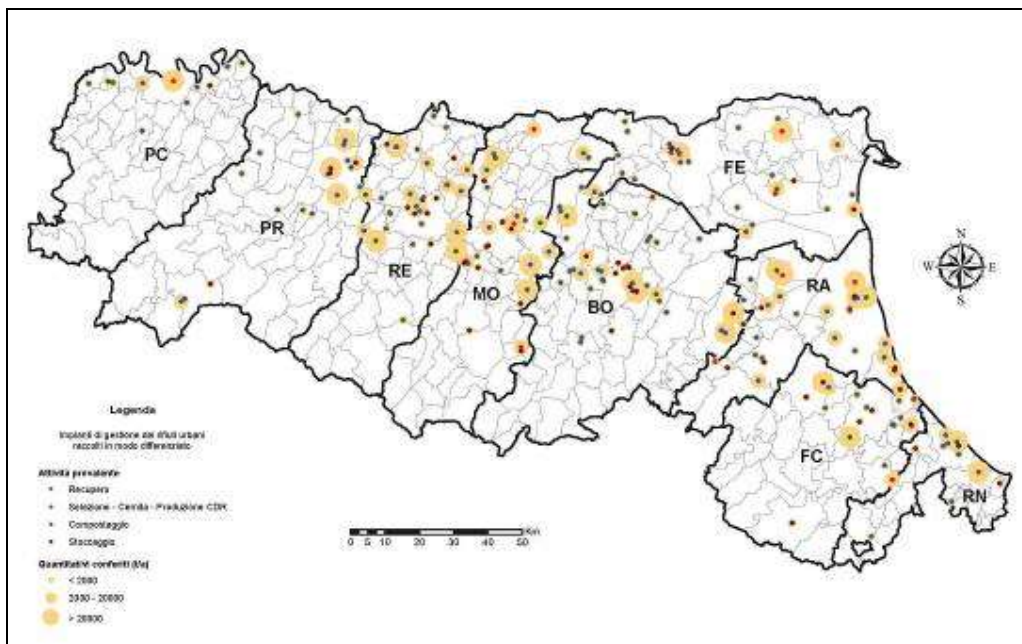 PC
PR
RE
MO
BO
FE
RA
FC
RN
N
W E
S
Legenda
Impianti di gestione dei rifiuti urbani
raccolti in modo differenziato
Attività prevalente
Recupero
Selezione - Cernita - Produzione CDR
Compostaggio
Stoccaggio
Quantitativi conferiti (t/a)
< 2000
2000 - 20000
> 20000
Km
0 5 10 20 30 40 50